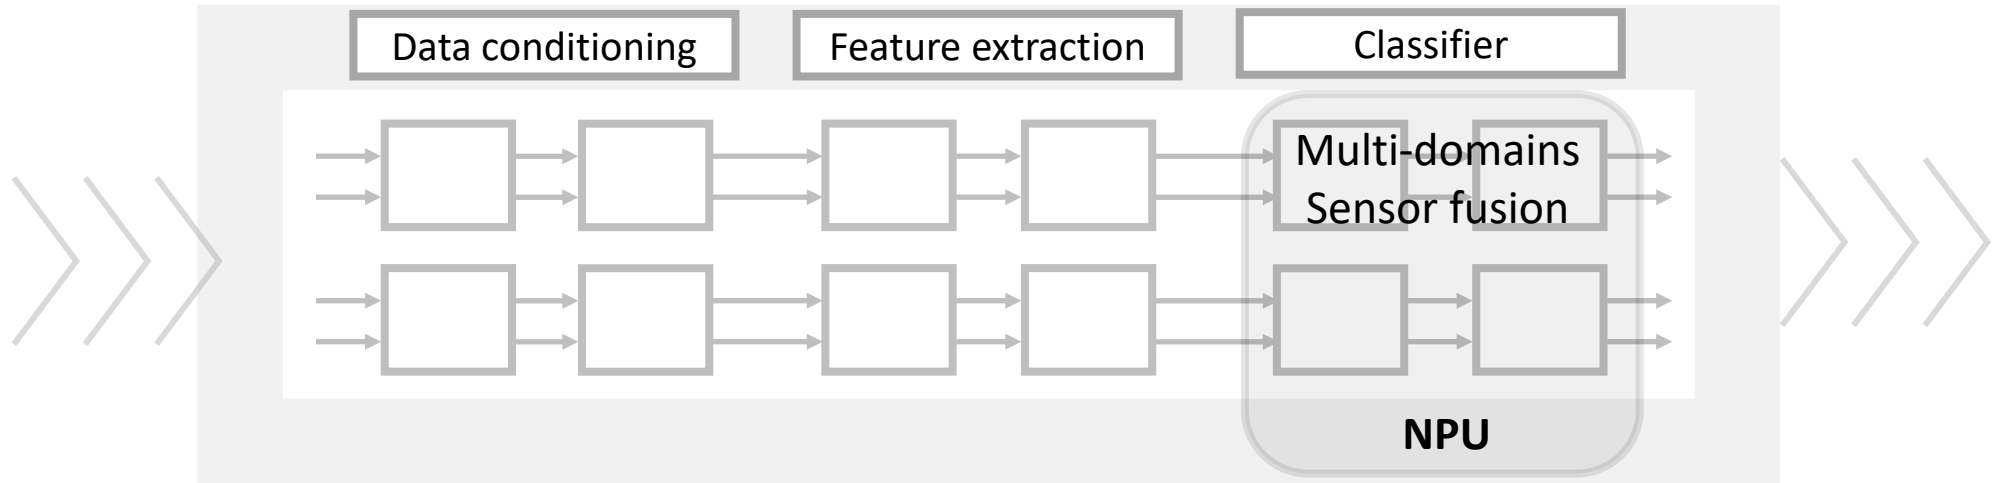 Data conditioning
Feature extraction
Classifier
Multi-domains
Sensor fusion
NPU